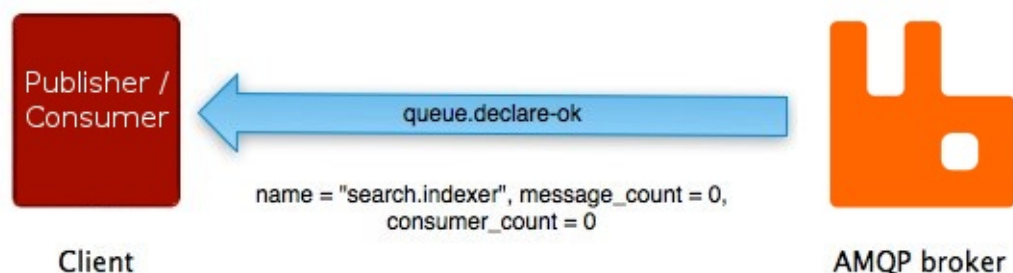 Publisher /
Consumer
queue.declare-ok
name = "search.indexer", message_count = 0,
consumer_count = 0
Client
AMQP broker